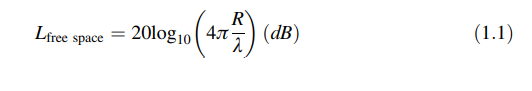 L_free space = 20log_10(4π R/λ) (dB) (1.1)